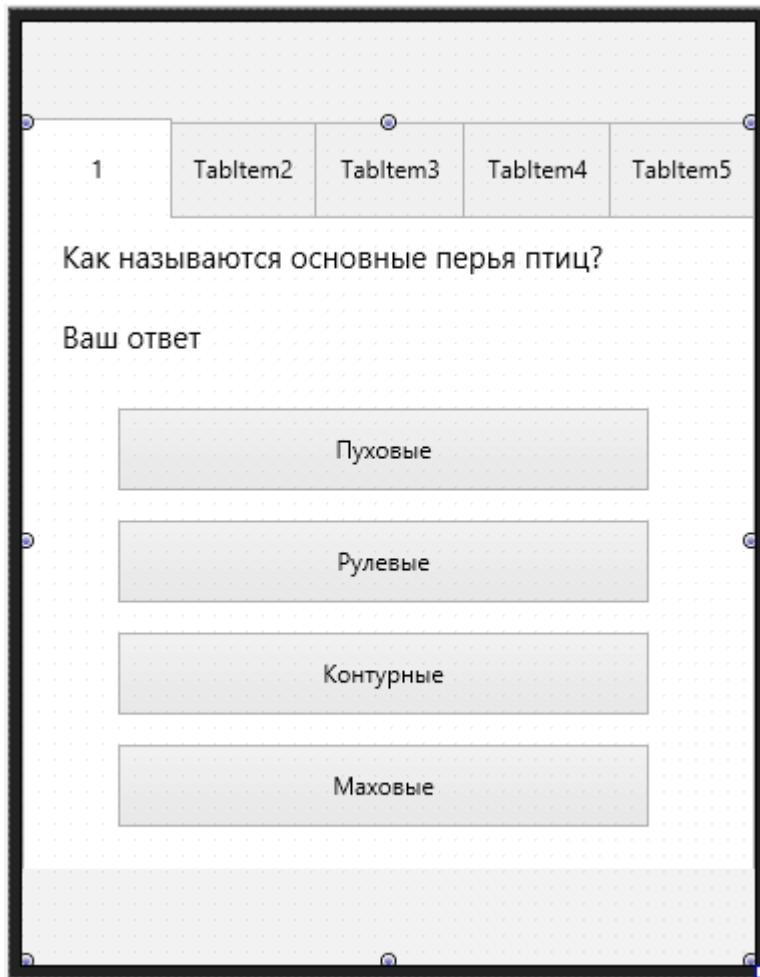 1 TabItem2 TabItem3 TabItem4 TabItem5
Как называются основные перья птиц?
Ваш ответ
Пуховые
Рулевые
Контурные
Маховые